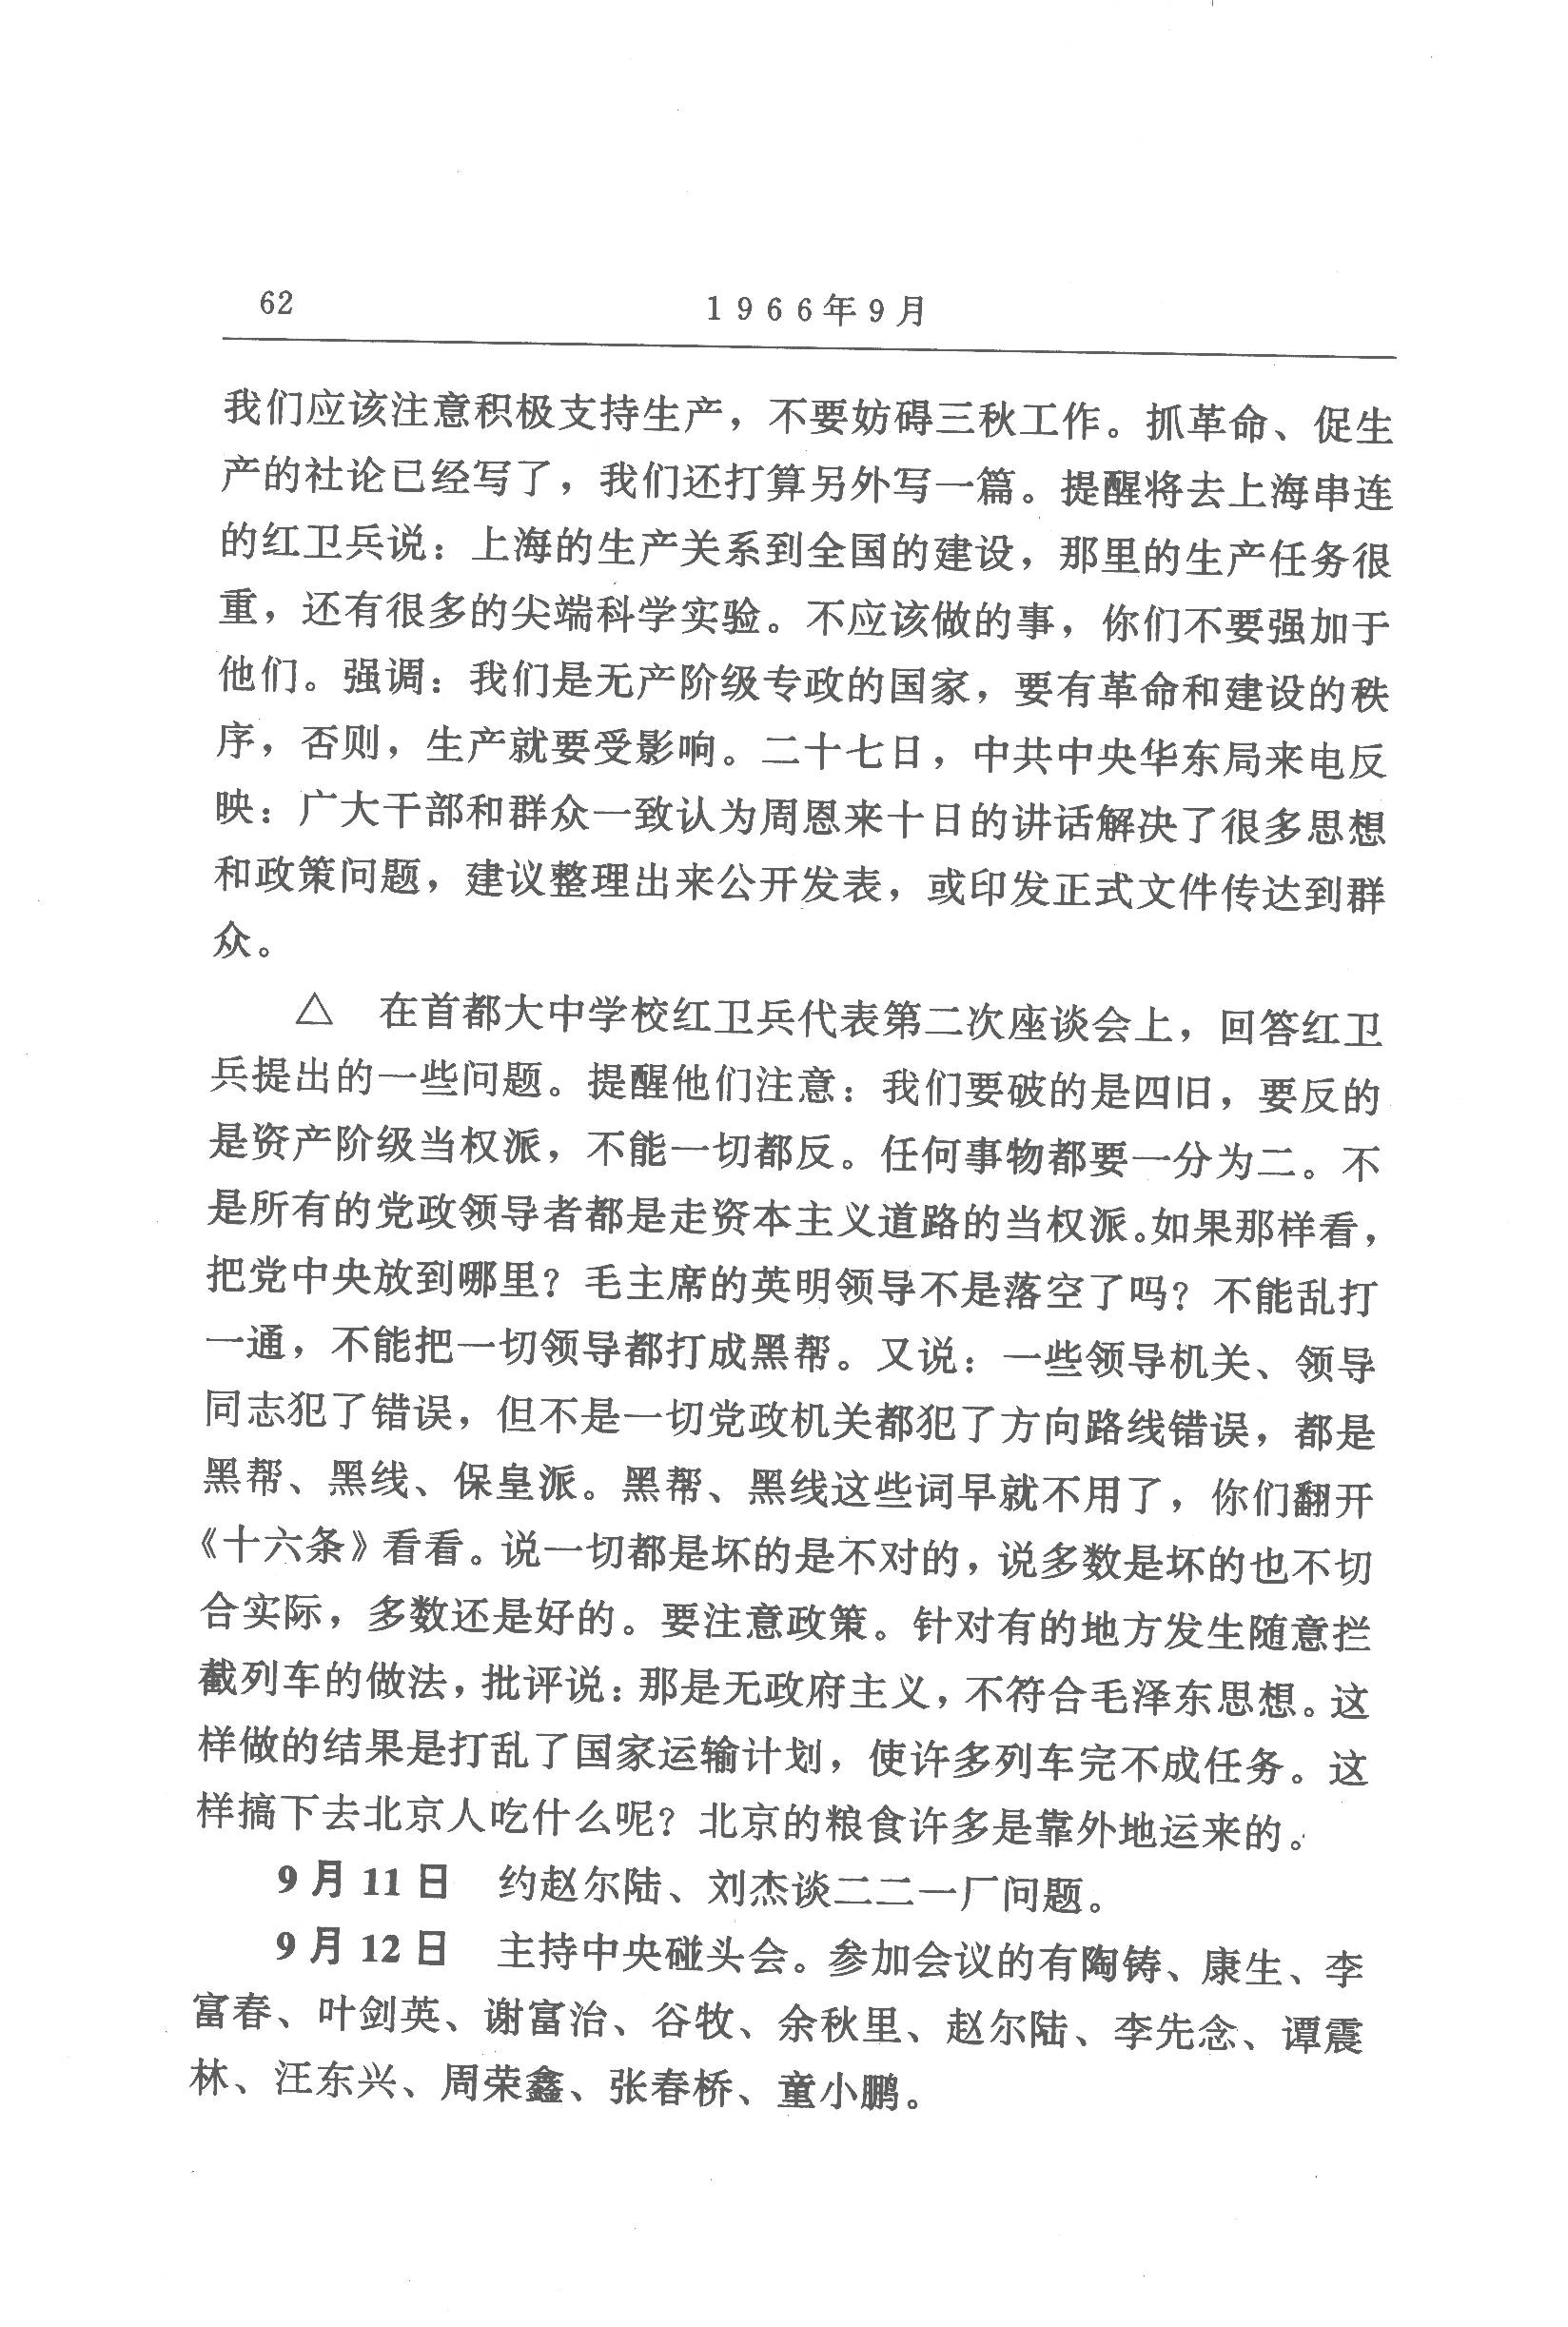 62
1966年9月
我们应该注意积极支持生产，不要妨碍三秋工作。抓革命、促生
产的社论已经写了，我们还打算另外写一篇。提醒将去上海串连
的红卫兵说：上海的生产关系到全国的建设，那里的生产任务很
重，还有很多的尖端科学实验。不应该做的事，你们不要强加于
他们。强调：我们是无产阶级专政的国家，要有革命和建设的秩
序，否则，生产就要受影响。二十七日，中共中央华东局来电反
映：广大干部和群众一致认为周恩来十日的讲话解决了很多思想
和政策问题，建议整理出来公开发表，或印发正式文件传达到群
众。
△　在首都大中学校红卫兵代表第二次座谈会上，回答红卫
兵提出的一些问题。提醒他们注意：我们要破的是四旧，要反的
是资产阶级当权派，不能一切都反。任何事物都要一分为二。不
是所有的党政领导者都是走资本主义道路的当权派。如果那样看，
把党中央放到哪里？毛主席的英明领导不是落空了吗？不能乱打
一通，不能把一切领导都打成黑帮。又说：一些领导机关、领导
同志犯了错误，但不是一切党政机关都犯了方向路线错误，都是
黑帮、黑线、保皇派。黑帮、黑线这些词早就不用了，你们翻开
《十六条》看看。说一切都是坏的是不对的，说多数是坏的也不切
合实际，多数还是好的。要注意政策。针对有的地方发生随意拦
截列车的做法，批评说：那是无政府主义，不符合毛泽东思想。这
样做的结果是打乱了国家运输计划，使许多列车完不成任务。这
样搞下去北京人吃什么呢？北京的粮食许多是靠外地运来的。
9月11日　约赵尔陆、刘杰谈二二一厂问题。
9月12日　主持中央碰头会。参加会议的有陶铸、康生、李
富春、叶剑英、谢富治、谷牧、余秋里、赵尔陆、李先念、谭震
林、汪东兴、周荣鑫、张春桥、童小鹏。